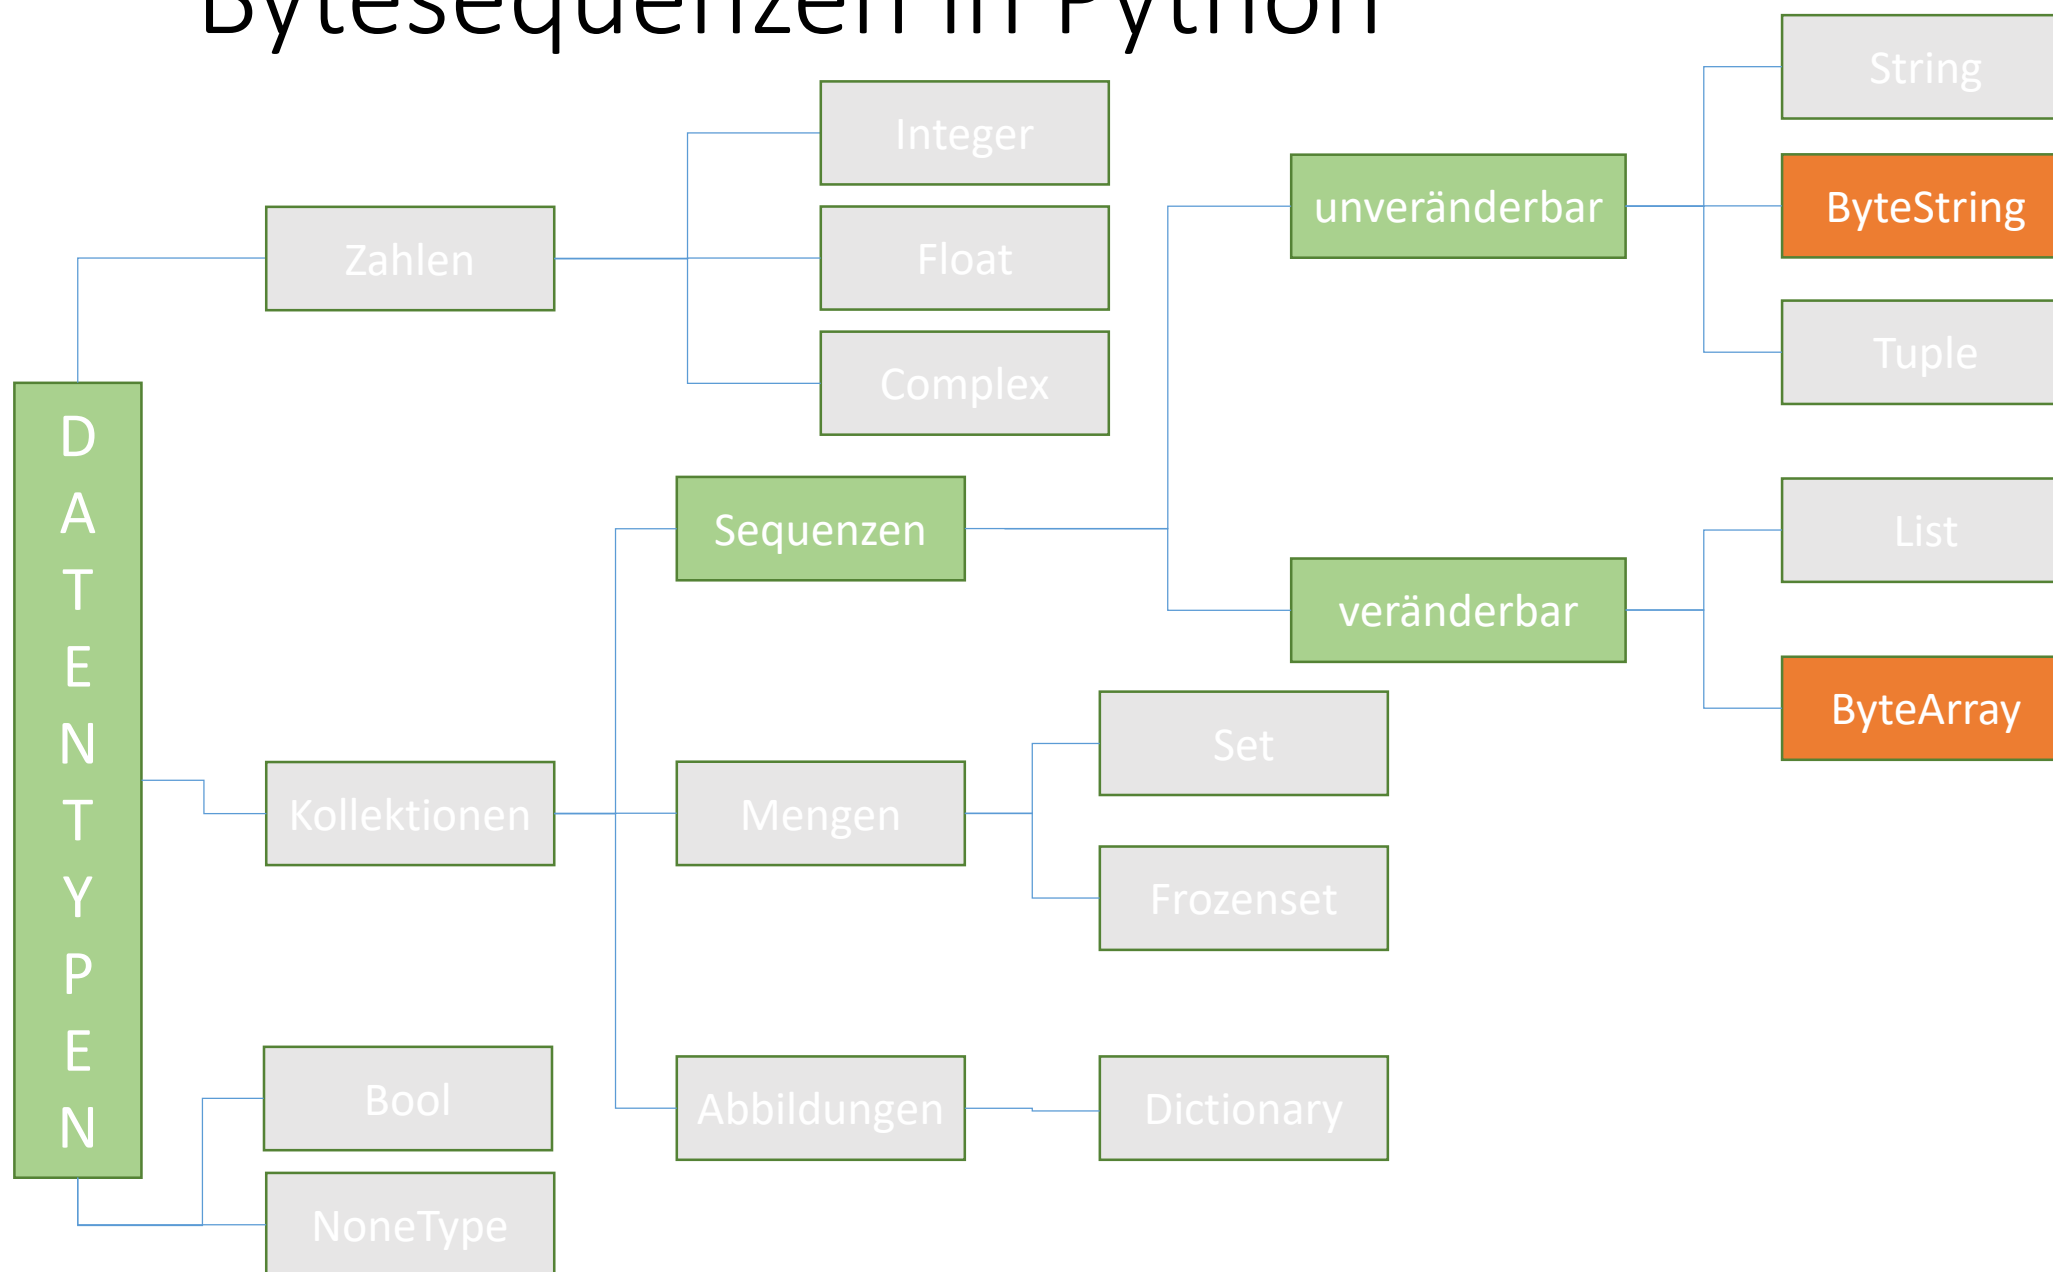 Bytesequenzen in Python
String
Integer
unveränderbar
ByteString
Zahlen
Float
Tuple
Complex
DATENTYPEN
Sequenzen
List
veränderbar
ByteArray
Set
Kollektionen
Mengen
Frozenset
Bool
Abbildungen
Dictionary
NoneType